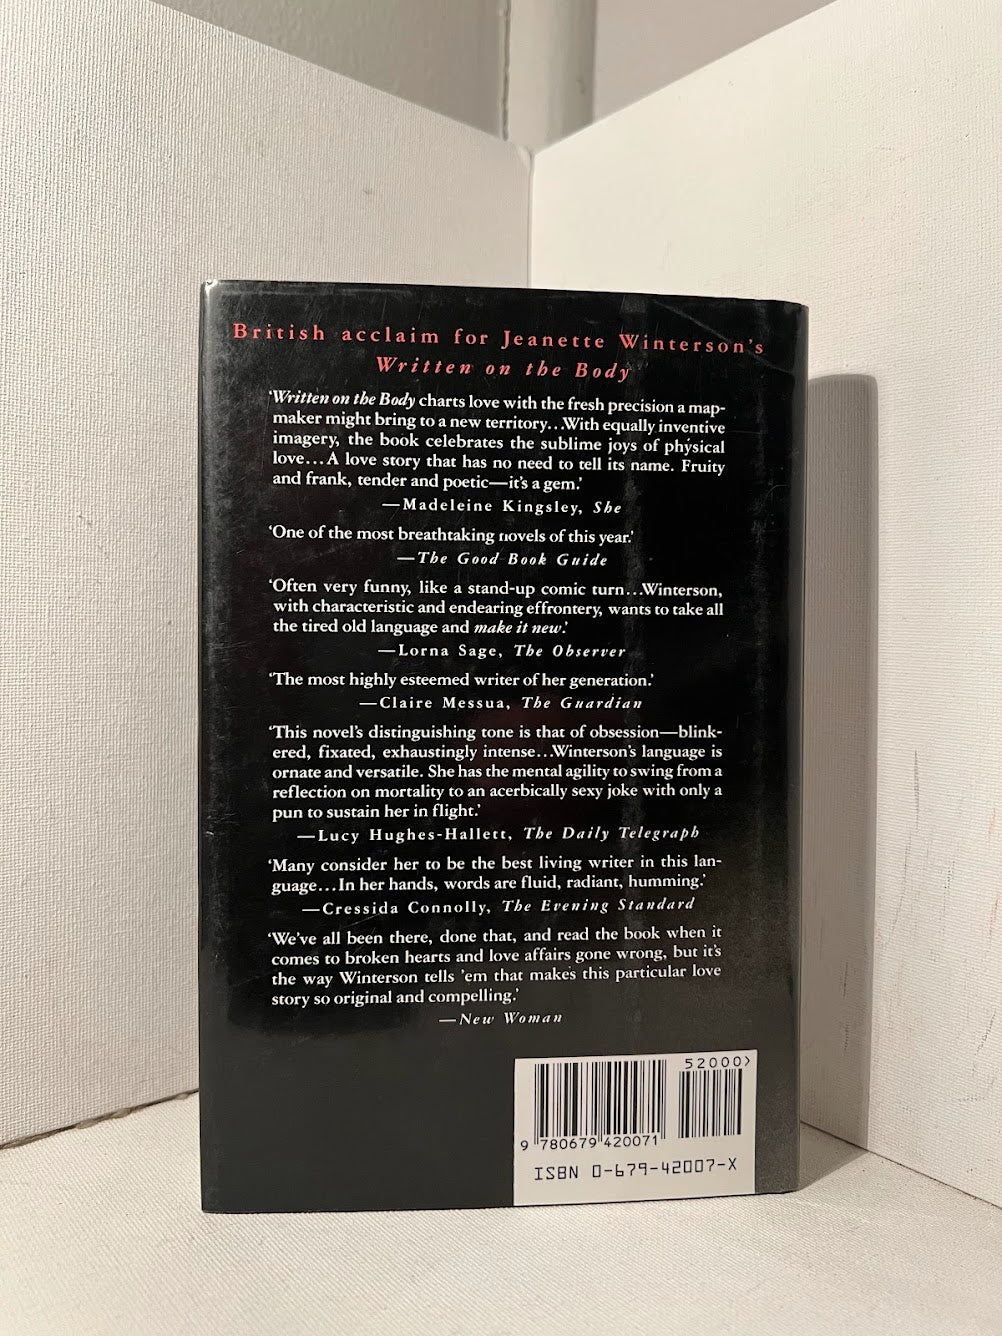 British acclaim for Jeanette Winterson's
Written on the Body
'Written on the Body charts love with the fresh precision a map-
maker might bring to a new territory...With equally inventive
imagery, the book celebrates the sublime joys of physical
love...A love story that has no need to tell its name. Fruity
and frank, tender and poetic—it's a gem.'
—Madeleine Kingsley, She
'One of the most breathtaking novels of this year.'
—The Good Book Guide
'Often very funny, like a stand-up comic turn...Winterson,
with characteristic and endearing effrontery, wants to take all
the tired old language and make it new.'
—Lorna Sage, The Observer
'The most highly esteemed writer of her generation.'
—Claire Messua, The Guardian
'This novel's distinguishing tone is that of obsession—blink-
ered, fixated, exhaustingly intense...Winterson's language is
ornate and versatile. She has the mental agility to swing from a
reflection on mortality to an acerbically sexy joke with only a
pun to sustain her in flight.'
—Lucy Hughes-Hallett, The Daily Telegraph
'Many consider her to be the best living writer in this lan-
guage...In her hands, words are fluid, radiant, humming.'
—Cressida Connolly, The Evening Standard
'We've all been there, done that, and read the book when it
comes to broken hearts and love affairs gone wrong, but it's
the way Winterson tells 'em that makes this particular love
story so original and compelling.'
—New Woman
52000>
9 780679 420071
ISBN 0-679-42007-X